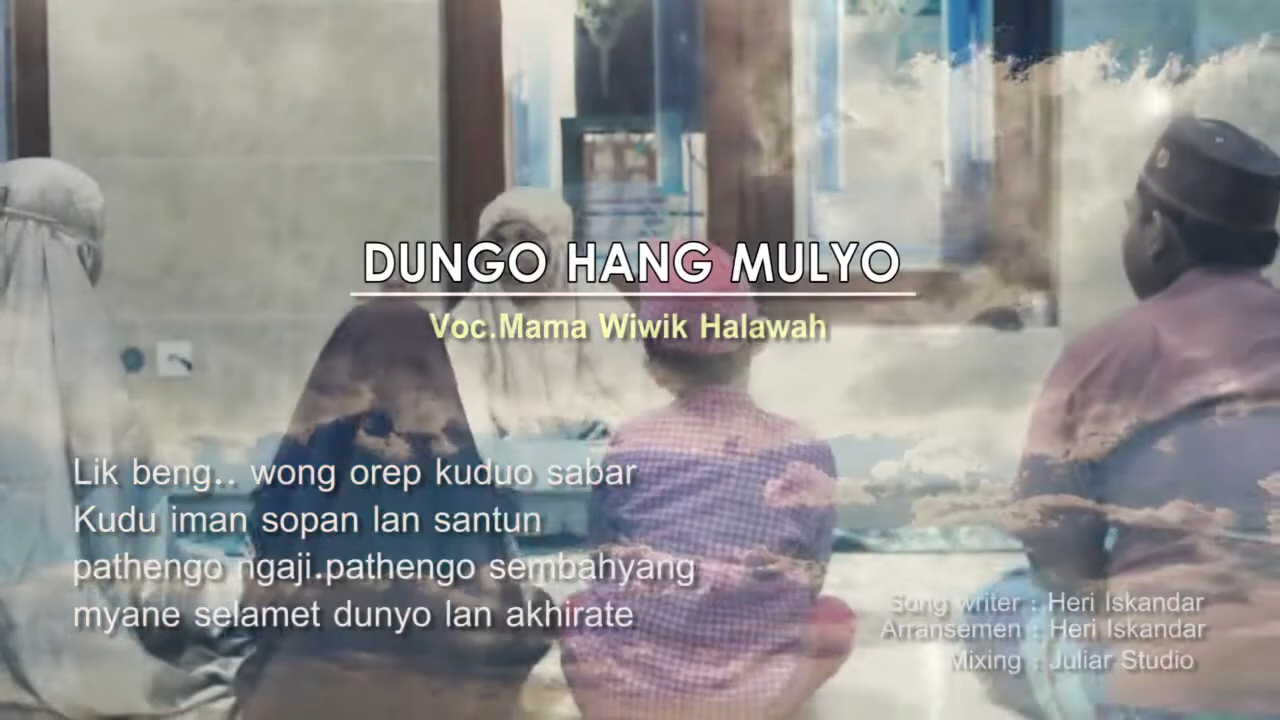 DUNGO HANG MULYO
Voc.Mama Wiwik Halawah
Lik beng.. wong orep kuduo sabar
Kudu iman sopan lan santun
pathengo ngaji.pathengo sembahyang
myane selamet dunyo lan akhirate
Song writer : Heri Iskandar
Arransemen : Heri Iskandar
Mixing : Juliar Studio